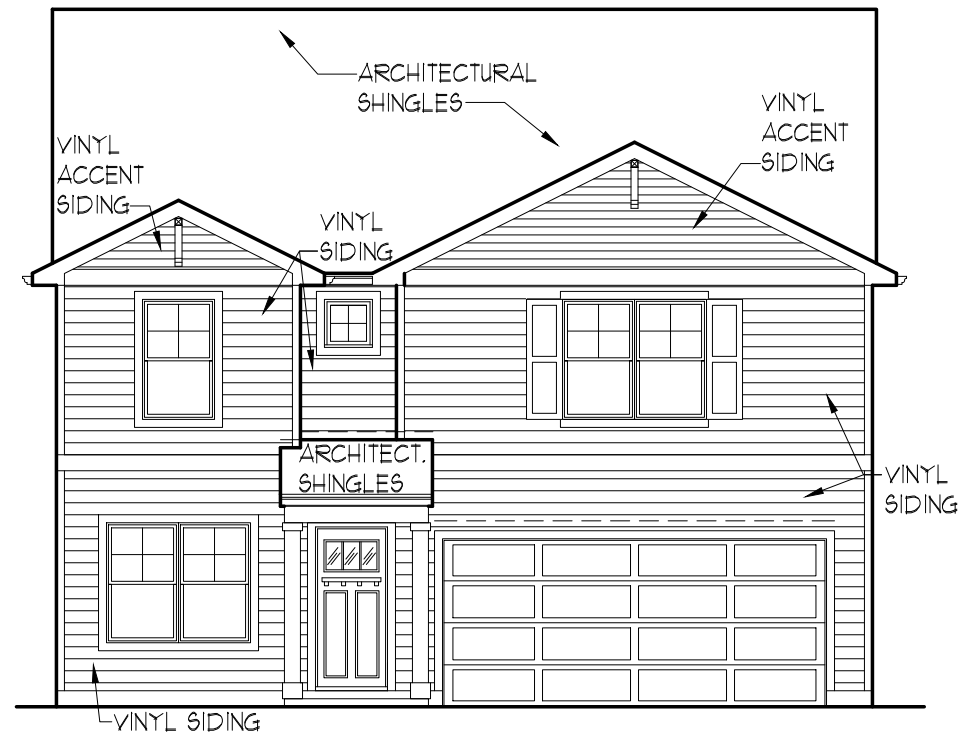 ARCHITECTURAL
SHINGLES
VINYL
ACCENT
SIDING
VINYL
ACCENT
SIDING
VINYL
SIDING
ARCHITECT.
SHINGLES
VINYL
SIDING
VINYL SIDING